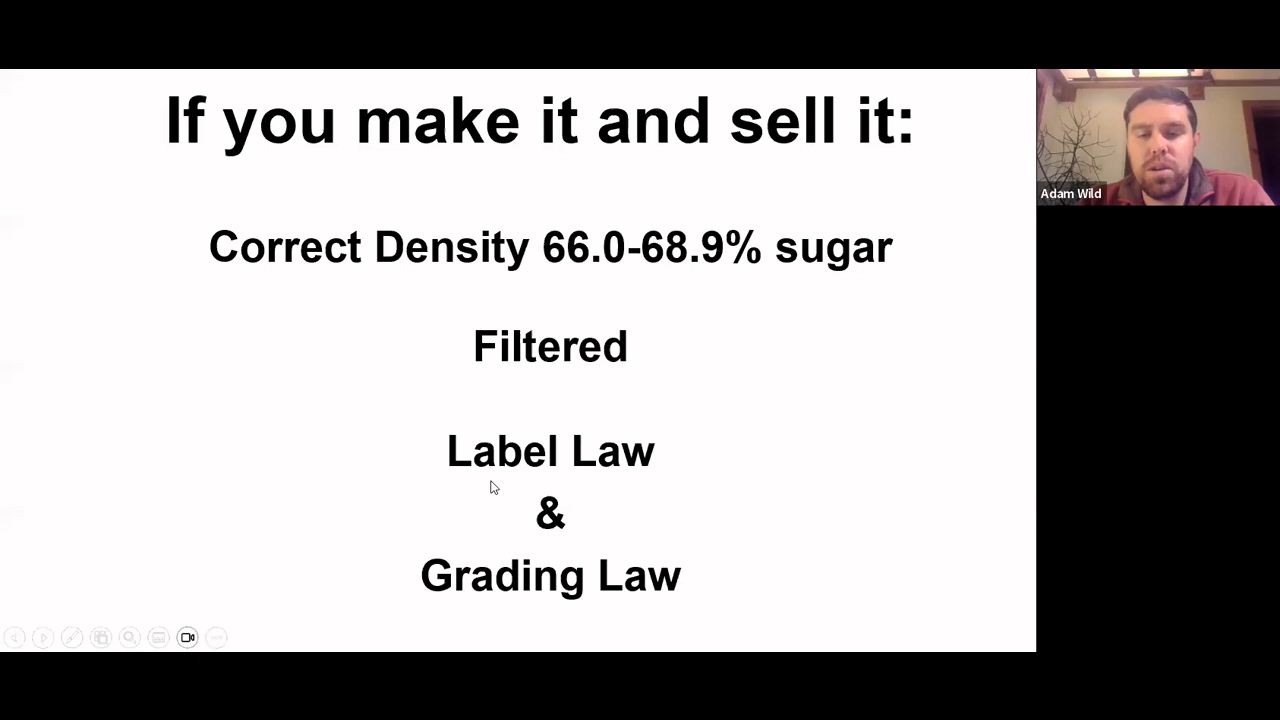 If you make it and sell it:
Correct Density 66.0-68.9% sugar
Filtered
Label Law
&
Grading Law
Adam Wild